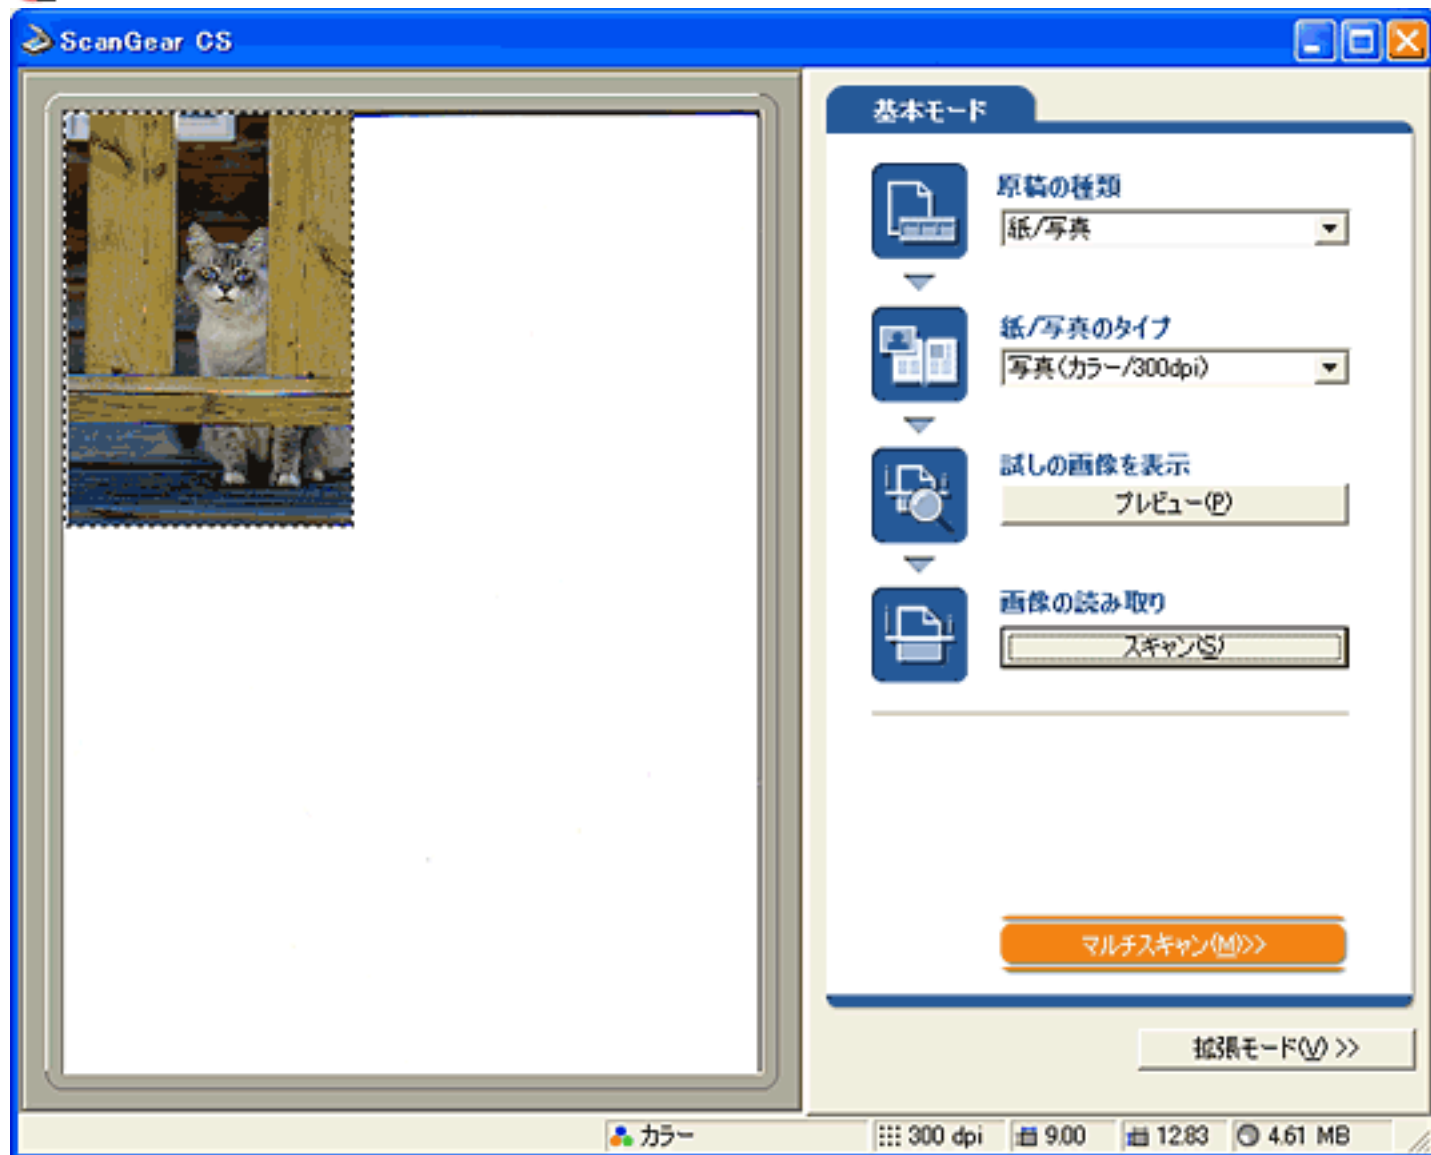 ScanGear CS
基本モード
原稿の種類
紙/写真
紙/写真のタイプ
写真(カラー/300dpi)
試しの画像を表示
プレビュー(P)
画像の読み取り
スキャン(S)
マルチスキャン(M)>>
拡張モード(V) >>
カラー 300 dpi 9.00 12.83 4.61 MB